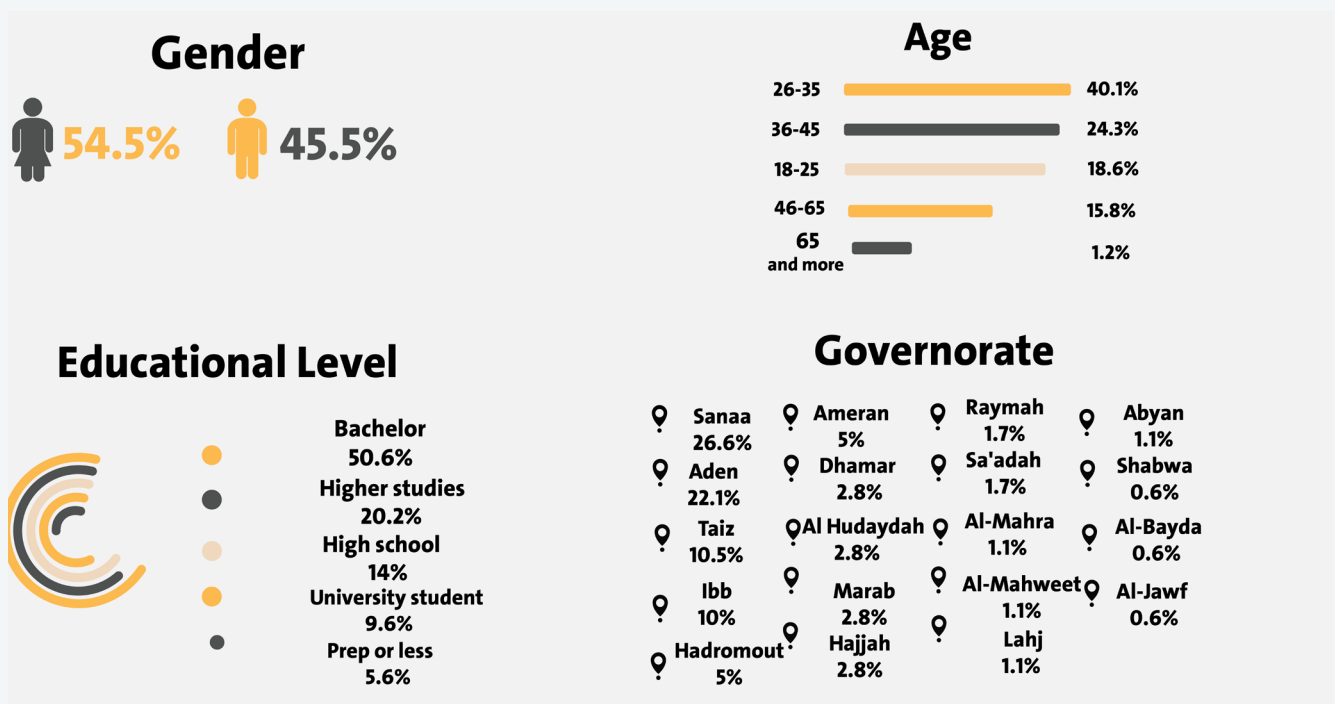 Gender
54.5%
45.5%
Age
26-35 40.1%
36-45 24.3%
18-25 18.6%
46-65 15.8%
65
and more 1.2%
Educational Level
Bachelor
50.6%
Higher studies
20.2%
High school
14%
University student
9.6%
Prep or less
5.6%
Governorate
Sanaa
26.6%
Aden
22.1%
Taiz
10.5%
Ibb
10%
Hadromout
5%
Ameran
5%
Dhamar
2.8%
Al Hudaydah
2.8%
Marab
2.8%
Hajjah
2.8%
Raymah
1.7%
Sa'adah
1.7%
Al-Mahra
1.1%
Al-Mahweet
1.1%
Lahj
1.1%
Abyan
1.1%
Shabwa
0.6%
Al-Bayda
0.6%
Al-Jawf
0.6%